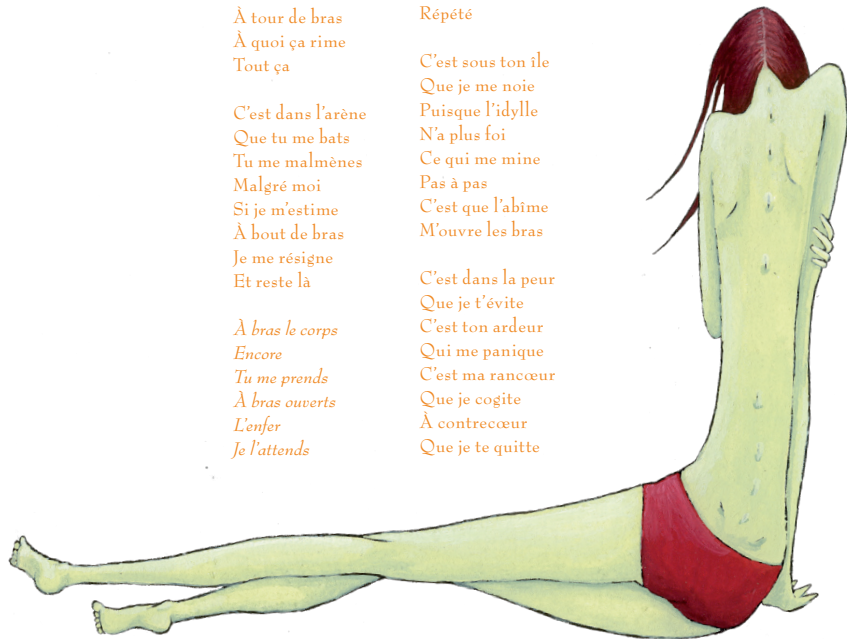 À tour de bras
À quoi ça rime
Tout ça

C'est dans l'arène
Que tu me bats
Tu me malmènes
Malgré moi
Si je m'estime
À bout de bras
Je me résigne
Et reste là

À bras le corps
Encore
Tu me prends
À bras ouverts
L'enfer
Je l'attends

Répété

C'est sous ton île
Que je me noie
Puisque l'idylle
N'a plus foi
Ce qui me mine
Pas à pas
C'est que l'abîme
M'ouvre les bras

C'est dans la peur
Que je t'évite
C'est ton ardeur
Qui me panique
C'est ma rancœur
Que je cogite
À contrecœur
Que je te quitte